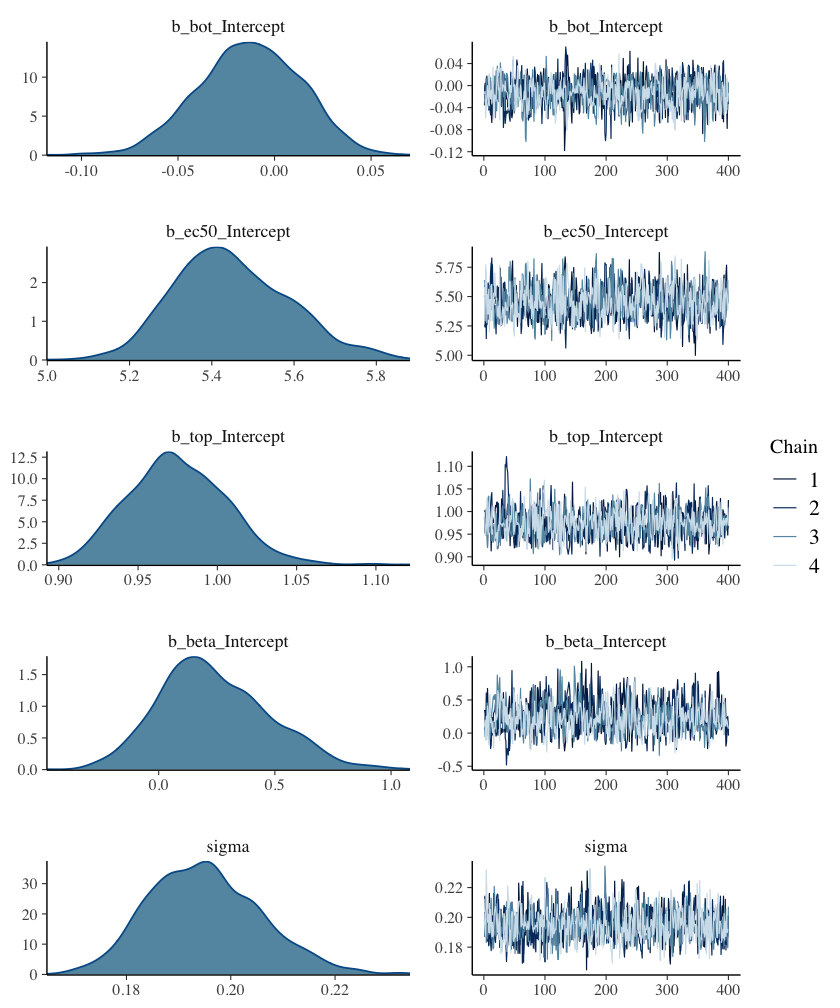 b_bot_Intercept
10
5
0
-0.10 -0.05 0.00 0.05
b_bot_Intercept
0.04
0.00
-0.04
-0.08
-0.12
0 100 200 300 400
b_ec50_Intercept
2
1
0
5.0 5.2 5.4 5.6 5.8
b_ec50_Intercept
5.75
5.50
5.25
5.00
0 100 200 300 400
b_top_Intercept
12.5
10.0
7.5
5.0
2.5
0.0
0.90 0.95 1.00 1.05 1.10
b_top_Intercept
1.10
1.05
1.00
0.95
0.90
0 100 200 300 400
b_beta_Intercept
1.5
1.0
0.5
0.0
0.0 0.5 1.0
b_beta_Intercept
1.0
0.5
0.0
-0.5
0 100 200 300 400
sigma
30
20
10
0
0.18 0.20 0.22
sigma
0.22
0.20
0.18
0 100 200 300 400
Chain
1
2
3
4